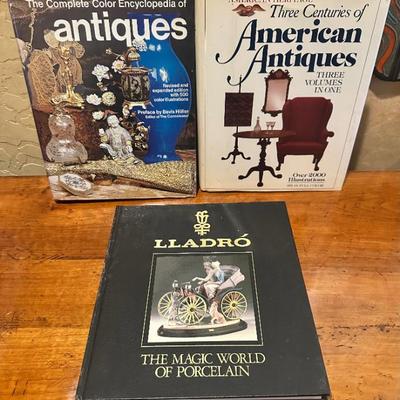 The Complete Color Encyclopedia of
antiques
Revised and
expanded edition with
500
color illustrations
Preface by Bevis Hillier
Editor of The Connoisseur
AMERICAN HERITAGE
Three Centuries of
American
Antiques
THREE
VOLUMES
IN ONE
Over 2000
Illustrations
LLADRÓ
THE MAGIC WORLD
OF PORCELAIN